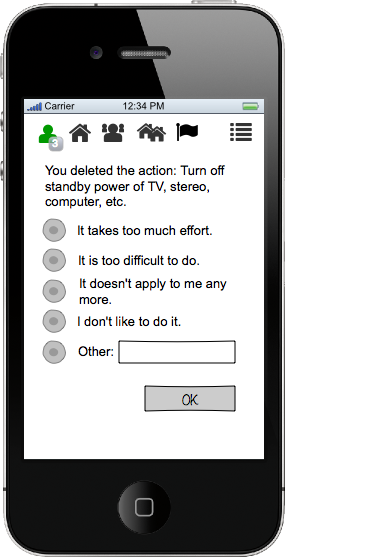 Carrier 12:34 PM
3
You deleted the action: Turn off
standby power of TV, stereo,
computer, etc.
It takes too much effort.
It is too difficult to do.
It doesn't apply to me any
more.
I don't like to do it.
Other:
OK